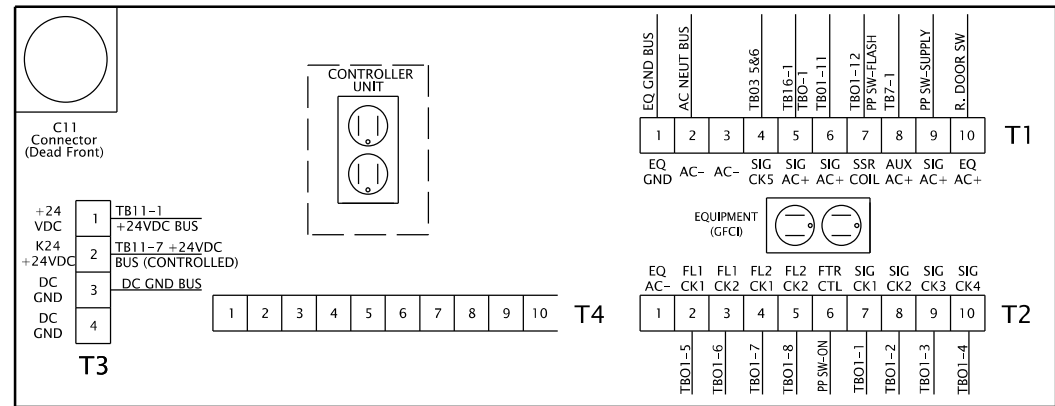 C11
Connector
(Dead Front)
CONTROLLER
UNIT
EQ GND BUS
AC NEUT BUS
TB03 5&6
TB16-1
TBO-1
TB01-11
TBO1-12
PP SW-FLASH
TB7-1
PP SW-SUPPLY
R. DOOR SW
1 2 3 4 5 6 7 8 9 10
T1
EQ GND
AC-
AC-
SIG CK5
SIG AC+
SIG AC+
SSR COIL
AUX AC+
SIG AC+
EQ AC+
EQUIPMENT
(GFCI)
+24
VDC
1
TB11-1
+24VDC BUS
K24
+24VDC
2
TB11-7 +24VDC
BUS (CONTROLLED)
DC
GND
3
DC GND BUS
DC
GND
4
T3
1 2 3 4 5 6 7 8 9 10
T4
EQ AC-
FL1 CK1
FL1 CK2
FL2 CK1
FL2 CK2
FTR CTL
SIG CK1
SIG CK2
SIG CK3
SIG CK4
1 2 3 4 5 6 7 8 9 10
T2
TBO1-5
TBO1-6
TBO1-7
TBO1-8
PP SW-ON
TBO1-1
TBO1-2
TBO1-3
TBO1-4